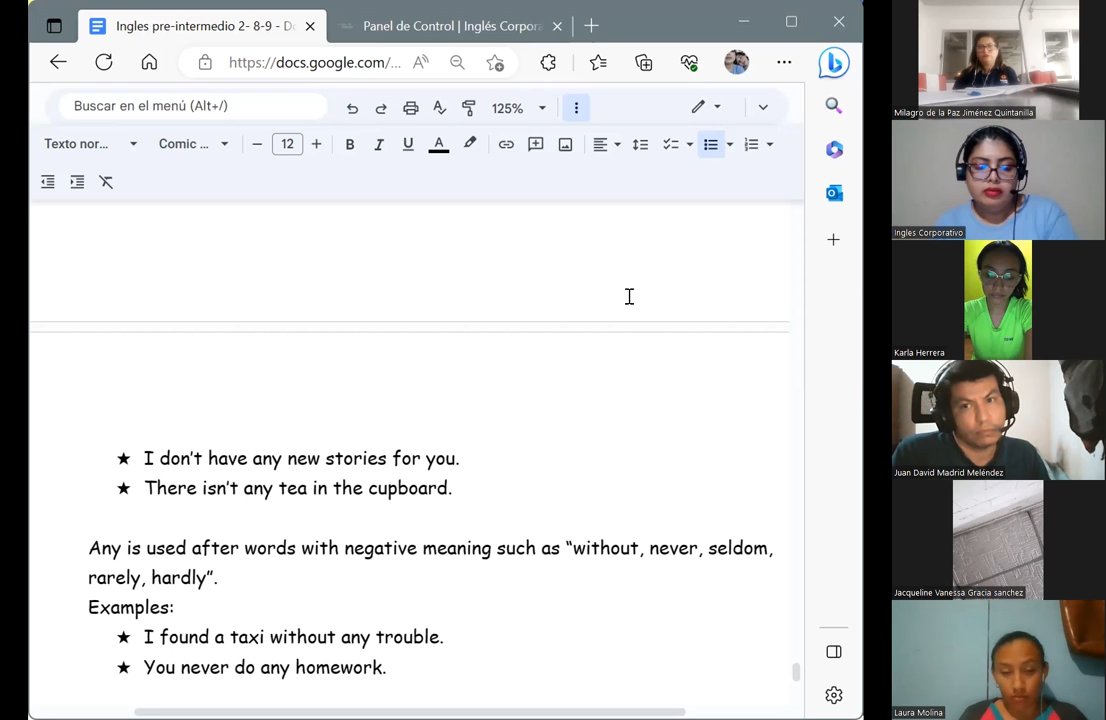 Ingles pre-intermedio 2- 8-9 - D
Panel de Control | Inglés Corpora
https://docs.google.com/...
Buscar en el menú (Alt+/)
125%
Texto nor...
Comic ...
12
B I U A
I don't have any new stories for you.
There isn't any tea in the cupboard.
Any is used after words with negative meaning such as “without, never, seldom,
rarely, hardly”.
Examples:
I found a taxi without any trouble.
You never do any homework.
Milagro de la Paz Jiménez Quintanilla
Ingles Corporativo
Karla Herrera
Juan David Madrid Meléndez
Jacqueline Vanessa Gracia sanchez
Laura Molina